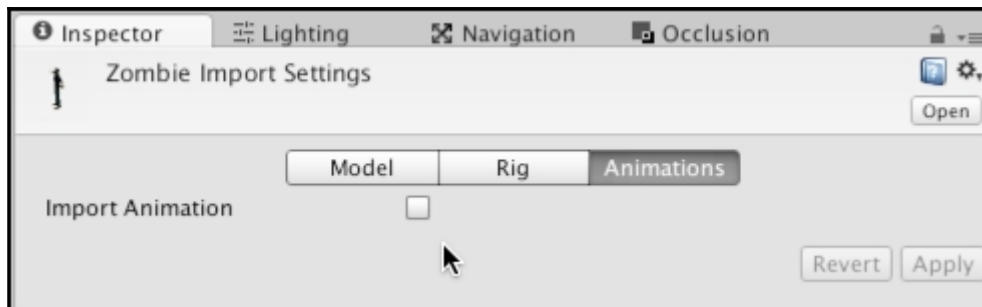 Inspector Lighting Navigation Occlusion
Zombie Import Settings
Open
Model Rig Animations
Import Animation
Revert Apply